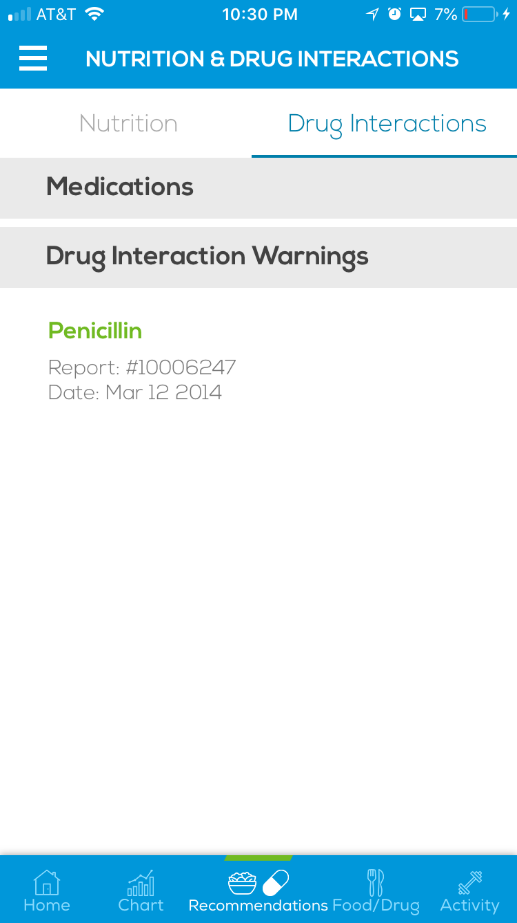 AT&T 10:30 PM 7%
NUTRITION & DRUG INTERACTIONS
Nutrition Drug Interactions
Medications
Drug Interaction Warnings
Penicillin
Report: #10006247
Date: Mar 12 2014
Home Chart Recommendations Food/Drug Activity